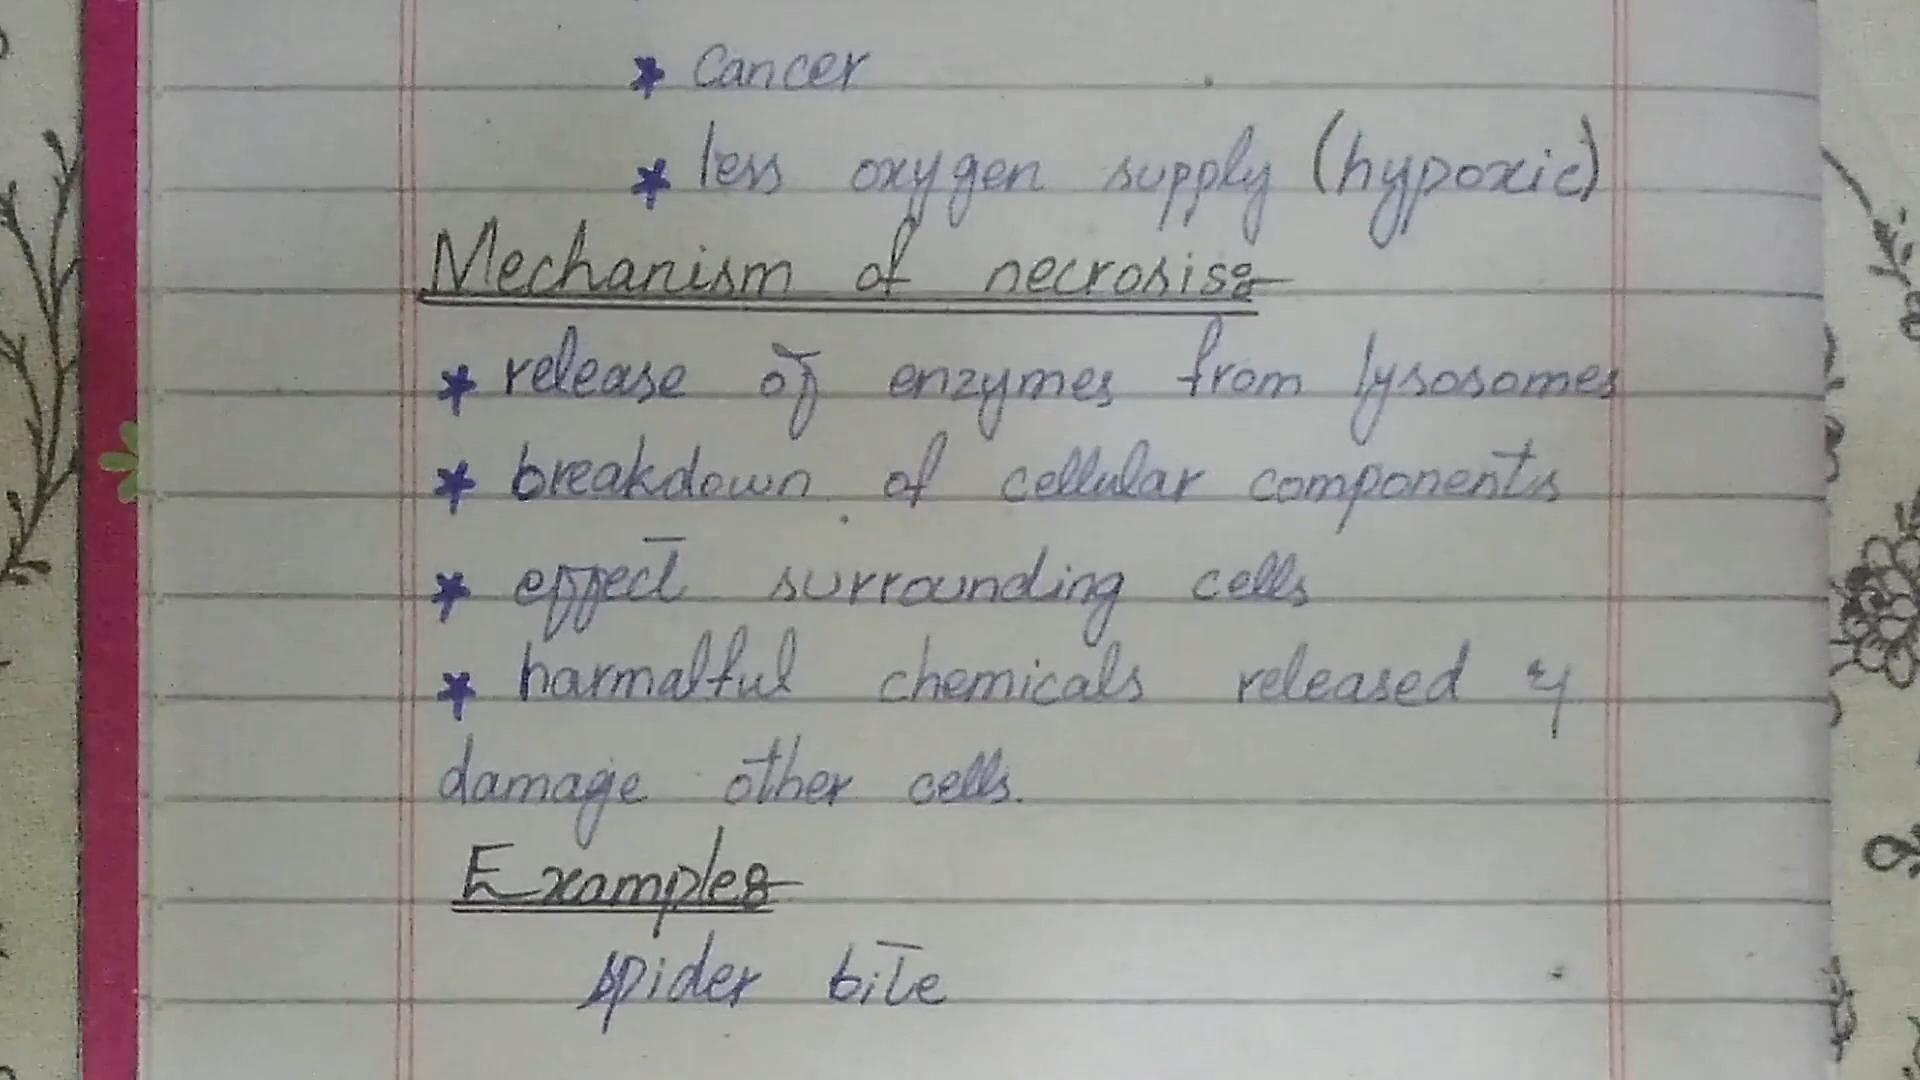 * Cancer
* less oxygen supply (hypoxic)
Mechanism of necrosis:-
* release of enzymes from lysosomes
* breakdown of cellular components
* effect surrounding cells
* harmalful chemicals released &
damage other cells.
Example:-
spider bite